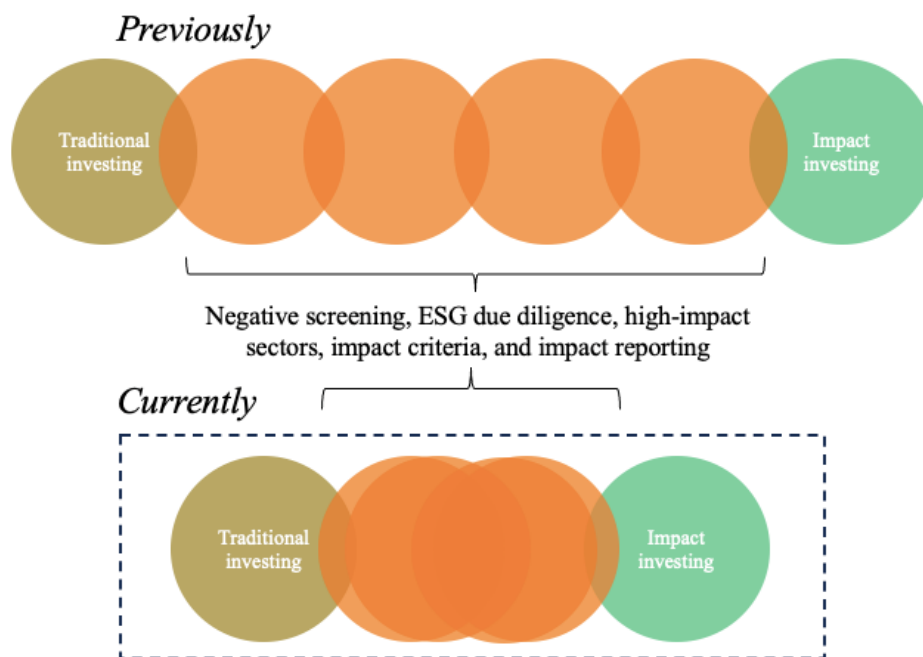 Previously
Traditional
investing
Impact
investing
Negative screening, ESG due diligence, high-impact
sectors, impact criteria, and impact reporting
Currently
Traditional
investing
Impact
investing